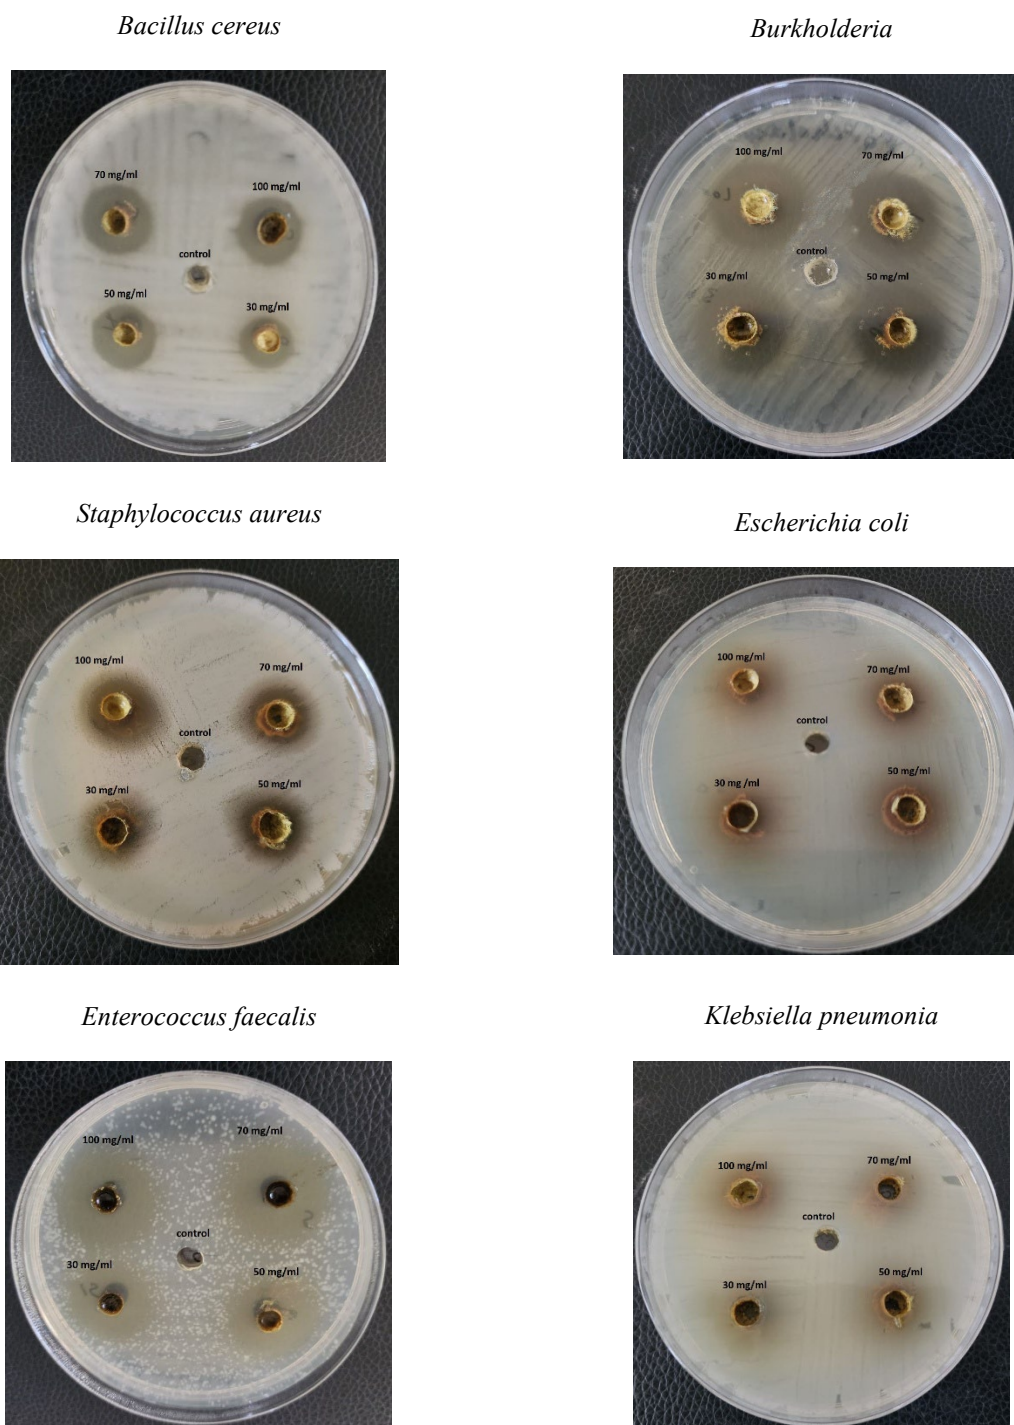 Bacillus cereus
Burkholderia
70 mg/ml
100 mg/ml
control
50 mg/ml
30 mg/ml
100 mg/ml
70 mg/ml
control
30 mg/ml
50 mg/ml
Staphylococcus aureus
Escherichia coli
100 mg/ml
70 mg/ml
control
30 mg/ml
50 mg/ml
100 mg/ml
70 mg/ml
control
30 mg /ml
50 mg/ml
Enterococcus faecalis
Klebsiella pneumonia
100 mg/ml
70 mg/ml
control
30 mg/ml
50 mg/ml
100 mg/ml
70 mg/ml
control
30 mg/ml
50 mg/ml